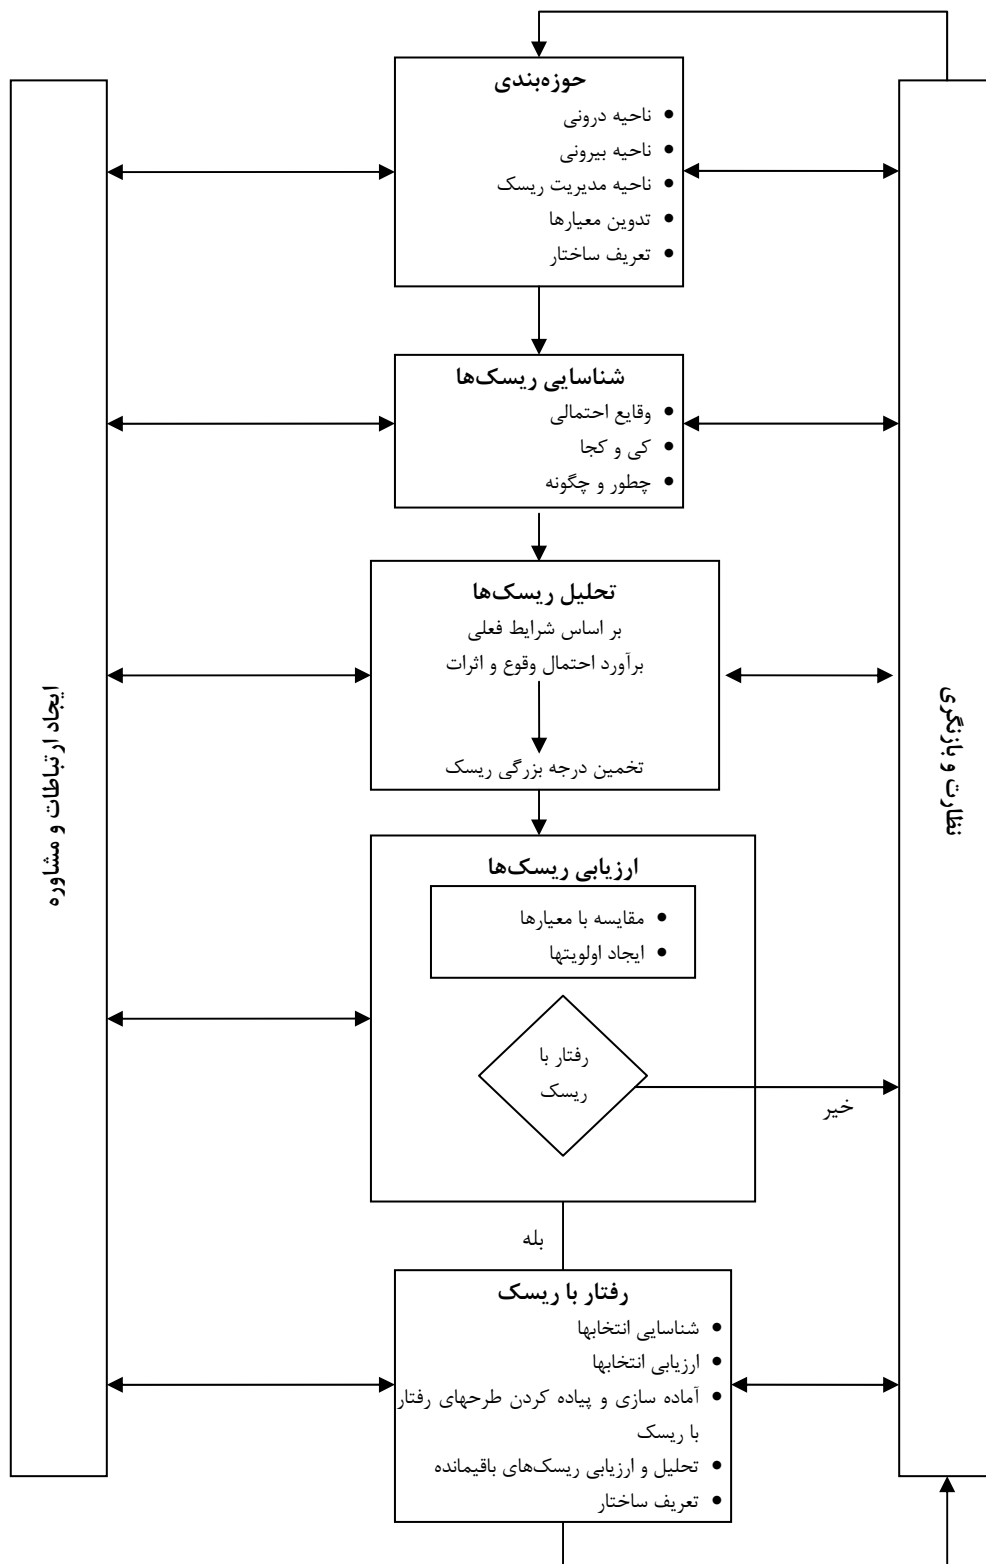 حوزه‌بندی
ناحیه درونی
ناحیه بیرونی
ناحیه مدیریت ریسک
تدوین معیارها
تعریف ساختار
شناسایی ریسک‌ها
وقایع احتمالی
کی و کجا
چطور و چگونه
تحلیل ریسک‌ها
بر اساس شرایط فعلی
برآورد احتمال وقوع و اثرات
تخمین درجه بزرگی ریسک
ارزیابی ریسک‌ها
مقایسه با معیارها
ایجاد اولویتها
رفتار با
ریسک
خیر
بله
رفتار با ریسک
شناسایی انتخابها
ارزیابی انتخابها
آماده سازی و پیاده کردن طرحهای رفتار
با ریسک
تحلیل و ارزیابی ریسک‌های باقیمانده
تعریف ساختار
نظارت و بازنگری
ایجاد ارتباطات و مشاوره